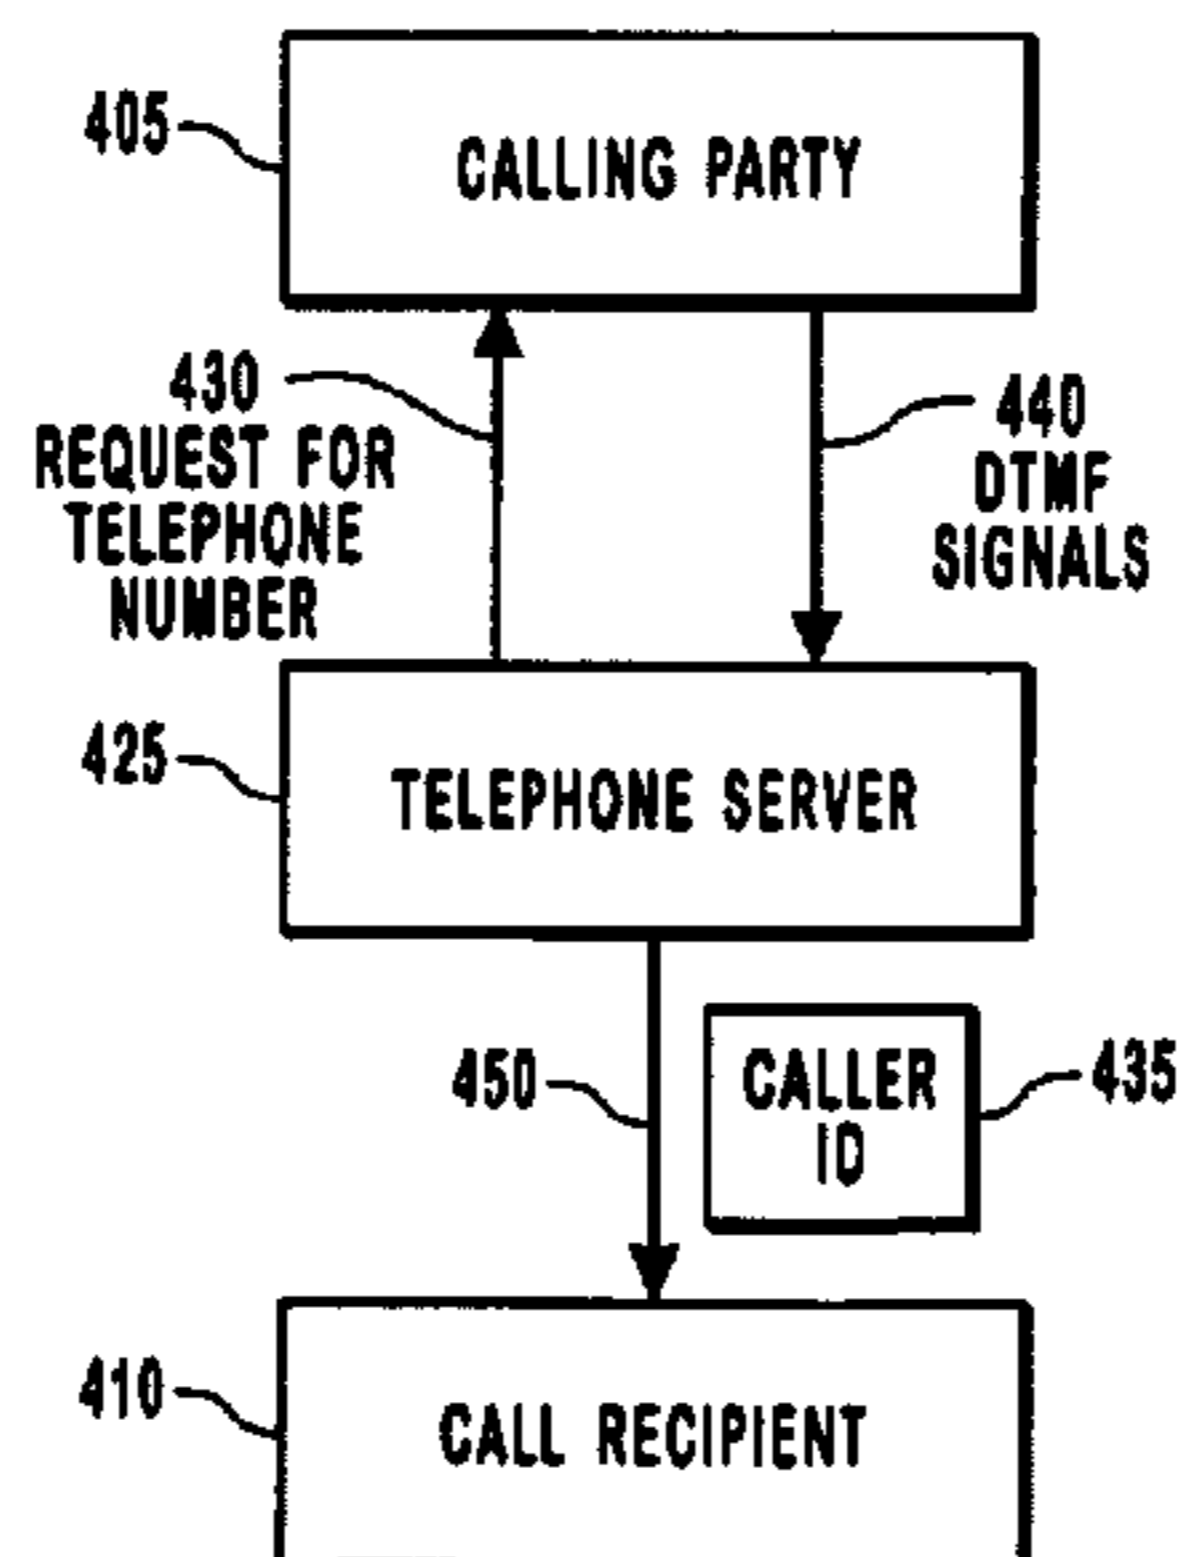 405
CALLING PARTY
430
REQUEST FOR
TELEPHONE
NUMBER
440
DTMF
SIGNALS
425
TELEPHONE SERVER
450
CALLER
ID
435
410
CALL RECIPIENT